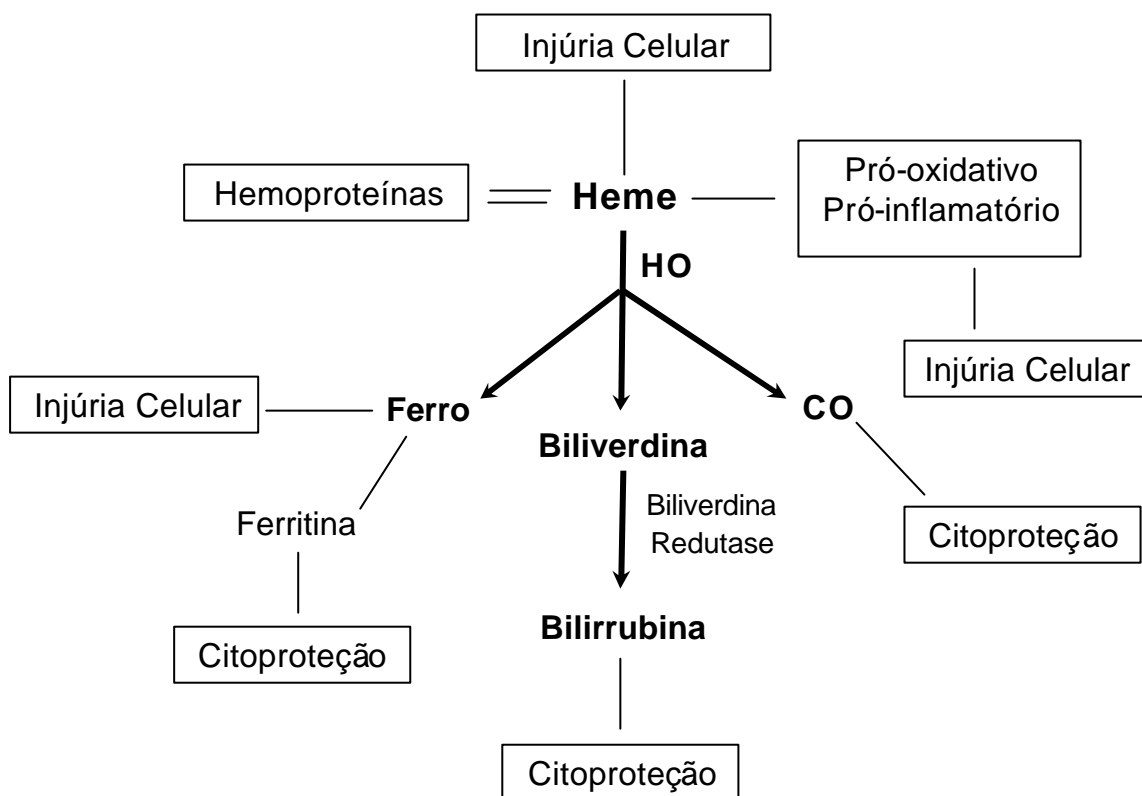 Injúria Celular
Hemoproteínas
Heme
Pró-oxidativo
Pró-inflamatório
HO
Injúria Celular
Injúria Celular
Ferro
CO
Biliverdina
Biliverdina
Redutase
Ferritina
Citoproteção
Citoproteção
Bilirrubina
Citoproteção